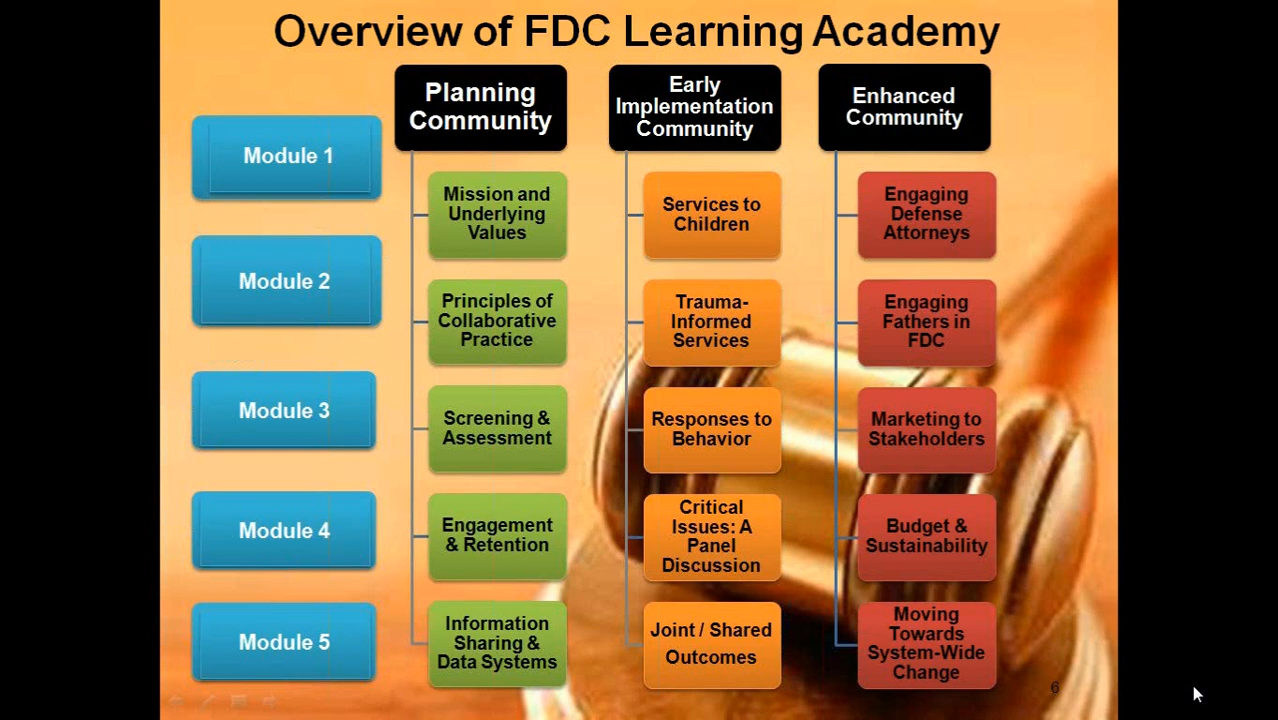 Overview of FDC Learning Academy
Planning
Community
Early
Implementation
Community
Enhanced
Community
Module 1
Mission and
Underlying
Values
Services to
Children
Engaging
Defense
Attorneys
Module 2
Principles of
Collaborative
Practice
Trauma-
Informed
Services
Engaging
Fathers in
FDC
Module 3
Screening &
Assessment
Responses to
Behavior
Marketing to
Stakeholders
Module 4
Engagement
& Retention
Critical
Issues: A
Panel
Discussion
Budget &
Sustainability
Module 5
Information
Sharing &
Data Systems
Joint / Shared
Outcomes
Moving
Towards
System-Wide
Change
6